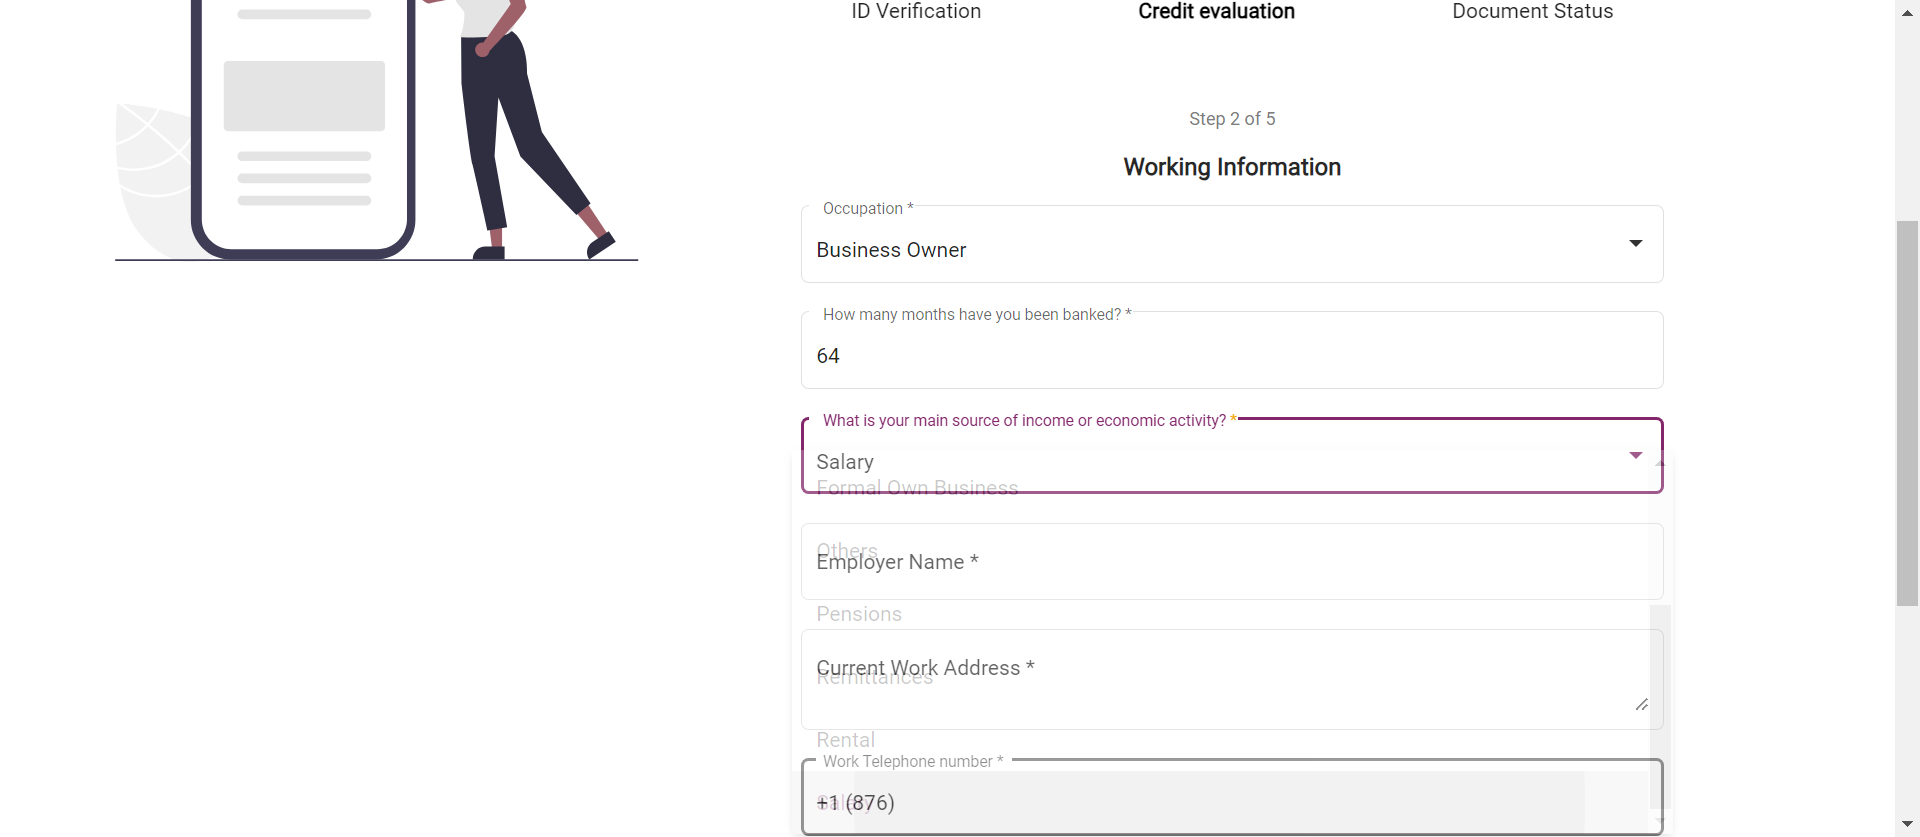 ID Verification
Credit evaluation
Document Status
Step 2 of 5
Working Information
Occupation *
Business Owner
How many months have you been banked? *
64
What is your main source of income or economic activity? *
Salary
Formal Own Business
Others
Employer Name *
Pensions
Current Work Address *
Remittances
Rental
Work Telephone number *
+1 (876)
Salary